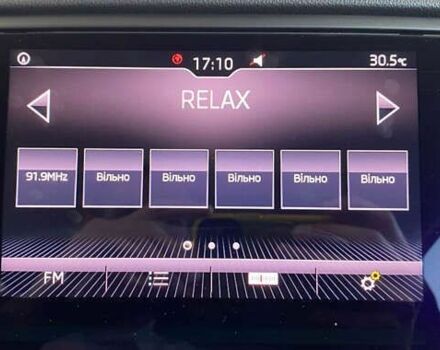 17:10 30.5°C
RELAX
91.9MHz Вільно Вільно Вільно Вільно Вільно
FM